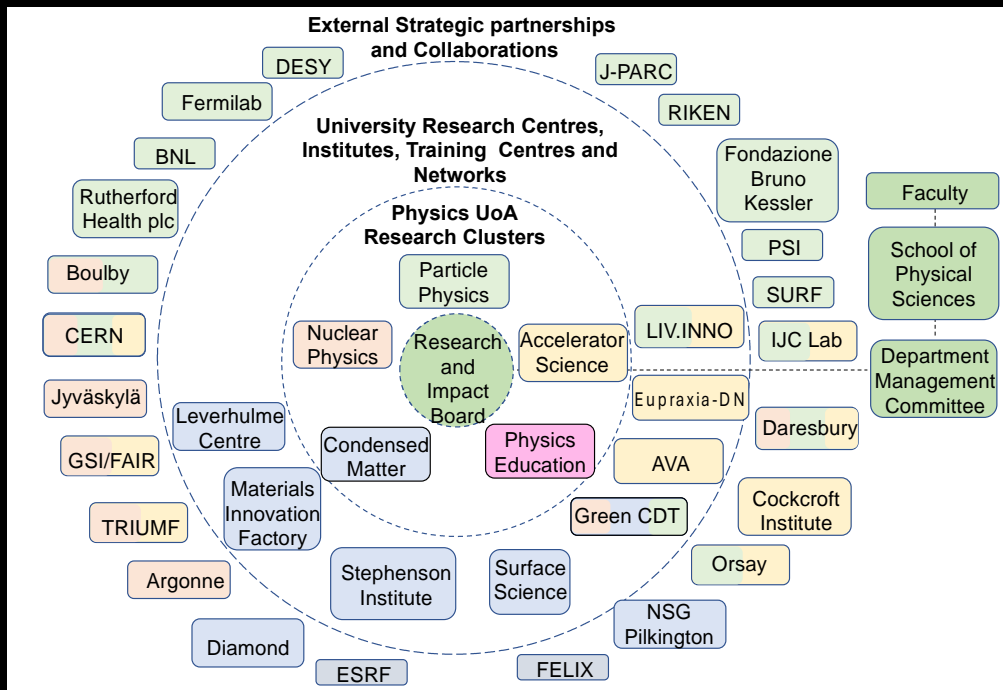 External Strategic partnerships
and Collaborations
DESY
J-PARC
Fermilab
RIKEN
University Research Centres,
Institutes, Training Centres and
Networks
BNL
Fondazione
Bruno
Kessler
Rutherford
Health plc
Faculty
Physics UoA
Research Clusters
PSI
School of
Physical
Sciences
Boulby
Particle
Physics
SURF
CERN
Nuclear
Physics
Research
and
Impact
Board
Accelerator
Science
LIV.INNO
IJC Lab
Department
Management
Committee
Jyväskylä
Eupraxia-DN
Leverhulme
Centre
Daresbury
GSI/FAIR
Condensed
Matter
Physics
Education
AVA
Materials
Innovation
Factory
Cockcroft
Institute
TRIUMF
Green CDT
Orsay
Argonne
Stephenson
Institute
Surface
Science
NSG
Pilkington
Diamond
ESRF
FELIX